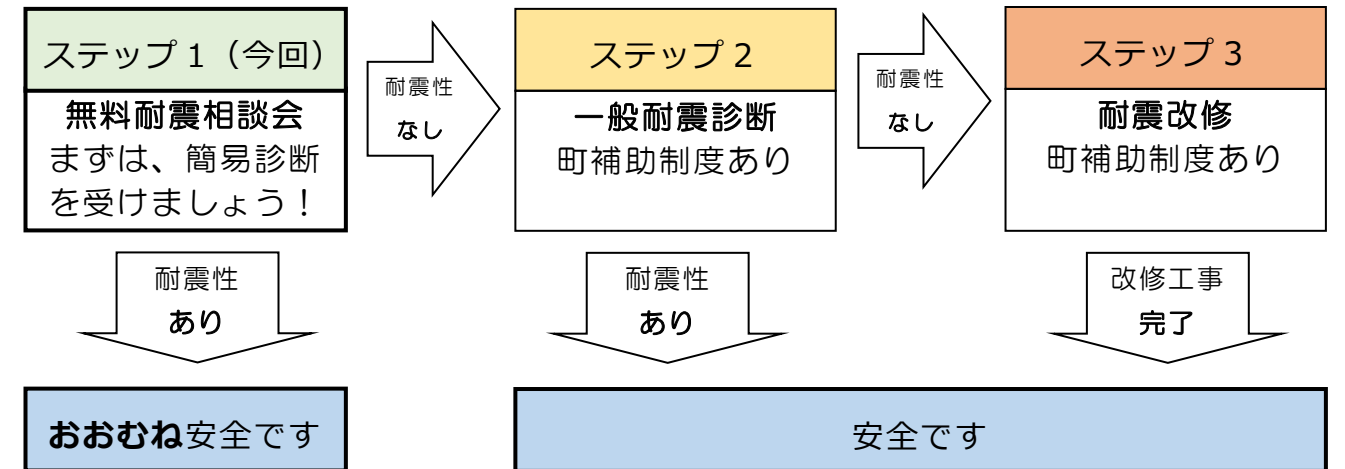 ステップ1（今回）
無料耐震相談会
まずは、簡易診断
を受けましょう！
耐震性
なし
ステップ2
一般耐震診断
町補助制度あり
耐震性
なし
ステップ3
耐震改修
町補助制度あり
耐震性
あり
耐震性
あり
改修工事
完了
おおむね安全です
安全です